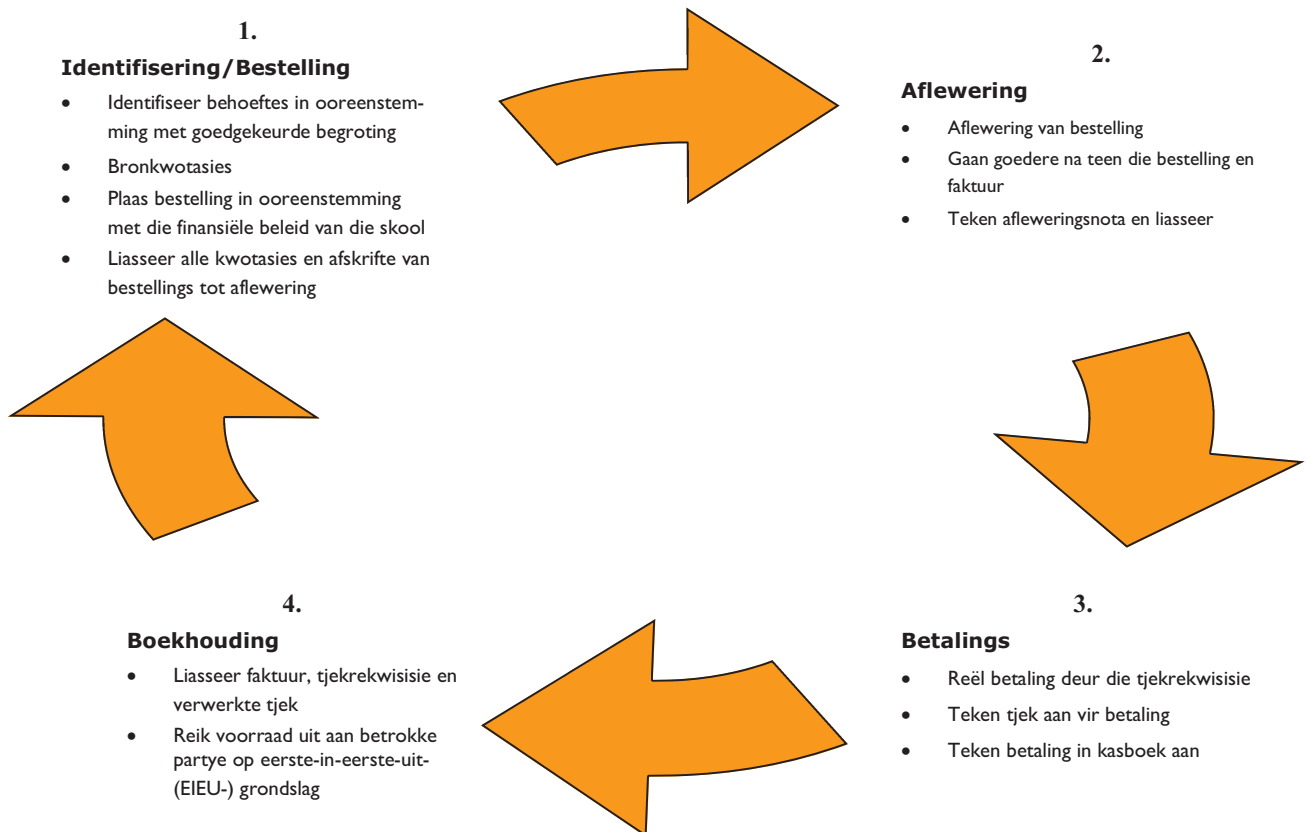 1.
Identifisering/Bestelling
• Identifiseer behoeftes in ooreenstem-
ming met goedgekeurde begroting
• Bronkwotasies
• Plaas bestelling in ooreenstemming
met die finansiële beleid van die skool
• Liasseer alle kwotasies en afskrifte van
bestellings tot aflewering
2.
Aflewering
• Aflewering van bestelling
• Gaan goedere na teen die bestelling en
faktuur
• Teken afleweringsnota en liasseer
3.
Betalings
• Reël betaling deur die tjekrekwisisie
• Teken tjek aan vir betaling
• Teken betaling in kasboek aan
4.
Boekhouding
• Liasseer faktuur, tjekrekwisisie en
verwerkte tjek
• Reik voorraad uit aan betrokke
partye op eerste-in-eerste-uit-
(EIEU-) grondslag